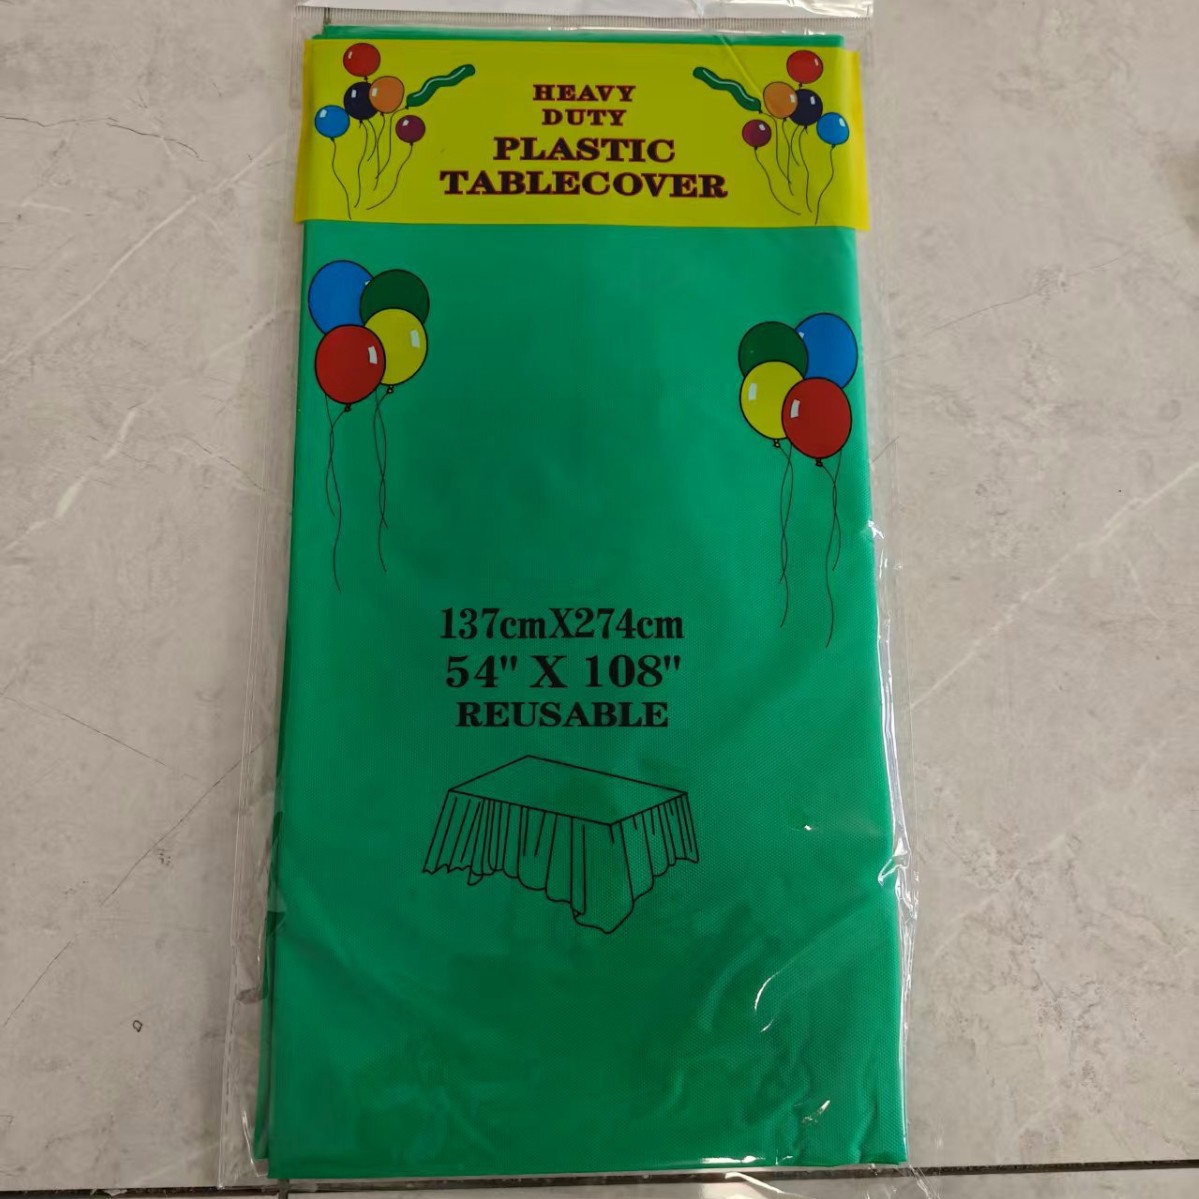 HEAVY
DUTY
PLASTIC
TABLECOVER
137cmX274cm
54" X 108"
REUSABLE